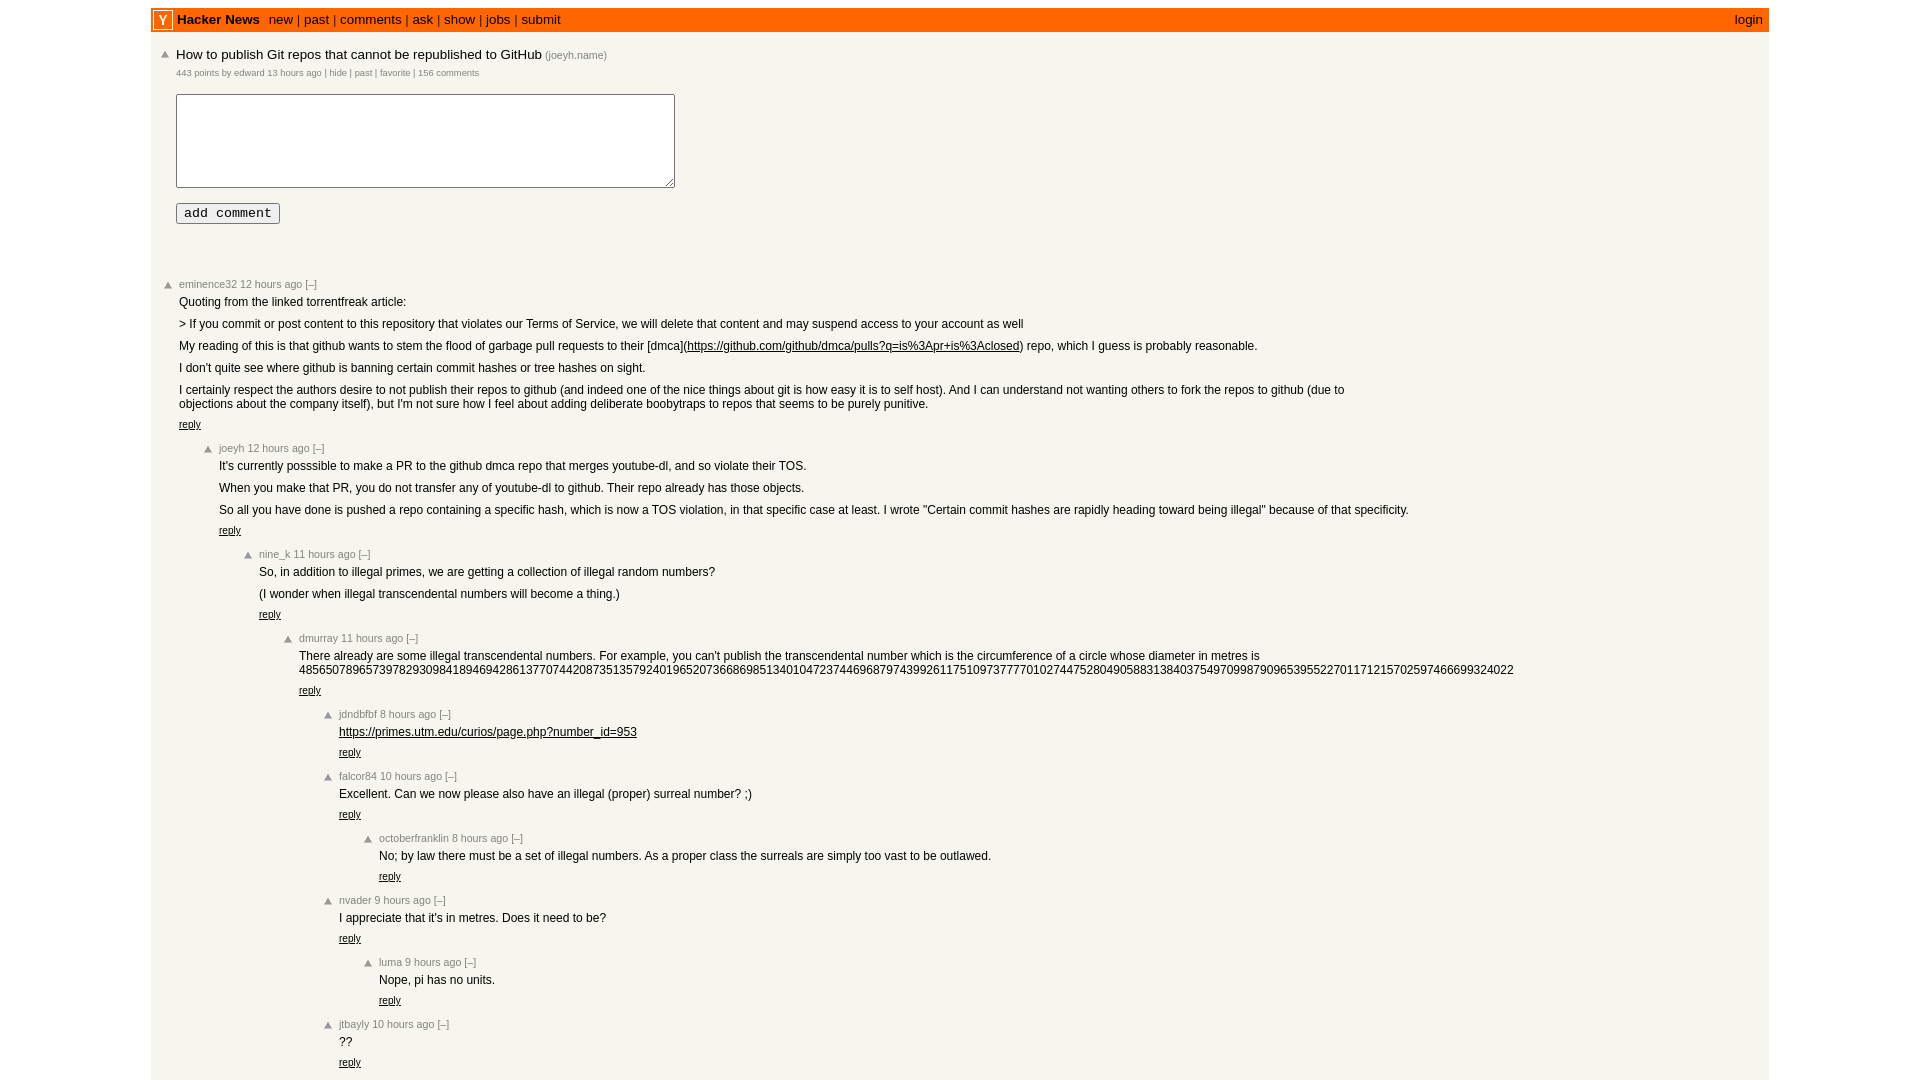 Y Hacker News new | past | comments | ask | show | jobs | submit login
How to publish Git repos that cannot be republished to GitHub (joeyh.name)
443 points by edward 13 hours ago | hide | past | favorite | 156 comments
add comment
eminence32 12 hours ago [–]
Quoting from the linked torrentfreak article:
> If you commit or post content to this repository that violates our Terms of Service, we will delete that content and may suspend access to your account as well
My reading of this is that github wants to stem the flood of garbage pull requests to their [dmca](https://github.com/github/dmca/pulls?q=is%3Apr+is%3Aclosed) repo, which I guess is probably reasonable.
I don't quite see where github is banning certain commit hashes or tree hashes on sight.
I certainly respect the authors desire to not publish their repos to github (and indeed one of the nice things about git is how easy it is to self host). And I can understand not wanting others to fork the repos to github (due to
objections about the company itself), but I'm not sure how I feel about adding deliberate boobytraps to repos that seems to be purely punitive.
reply
joeyh 12 hours ago [–]
It's currently posssible to make a PR to the github dmca repo that merges youtube-dl, and so violate their TOS.
When you make that PR, you do not transfer any of youtube-dl to github. Their repo already has those objects.
So all you have done is pushed a repo containing a specific hash, which is now a TOS violation, in that specific case at least. I wrote "Certain commit hashes are rapidly heading toward being illegal" because of that specificity.
reply
nine_k 11 hours ago [–]
So, in addition to illegal primes, we are getting a collection of illegal random numbers?
(I wonder when illegal transcendental numbers will become a thing.)
reply
dmurray 11 hours ago [–]
There already are some illegal transcendental numbers. For example, you can't publish the transcendental number which is the circumference of a circle whose diameter in metres is
485650789657397829309841894694286137707442087351357924019652073668698513401047237446968797439926117510973777701027447528049058831384037549709987909653955227011712157025974666993240 22
reply
jdndbfbf 8 hours ago [–]
https://primes.utm.edu/curios/page.php?number_id=953
reply
falcor84 10 hours ago [–]
Excellent. Can we now please also have an illegal (proper) surreal number? ;)
reply
octoberfranklin 8 hours ago [–]
No; by law there must be a set of illegal numbers. As a proper class the surreals are simply too vast to be outlawed.
reply
nvader 9 hours ago [–]
I appreciate that it's in metres. Does it need to be?
reply
luma 9 hours ago [–]
Nope, pi has no units.
reply
jtbayly 10 hours ago [–]
??
reply